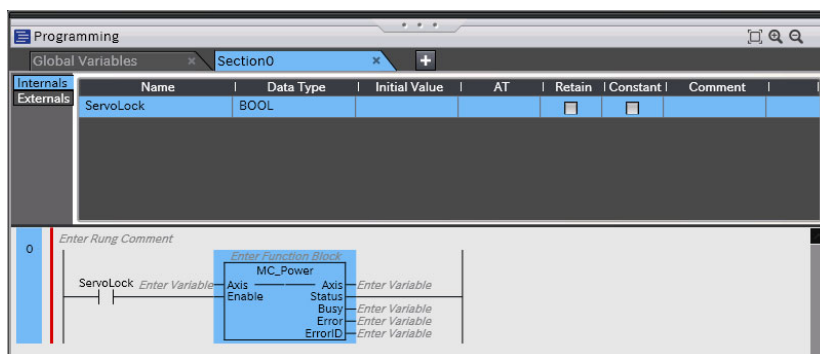 Programming
Global Variables × Section0 × +
Internals
Externals
Name Data Type Initial Value AT Retain Constant Comment
ServoLock BOOL
0
Enter Rung Comment
Enter Function Block
MC_Power
ServoLock Enter Variable Axis Axis Enter Variable
Enable Status
Busy Enter Variable
Error Enter Variable
ErrorID Enter Variable